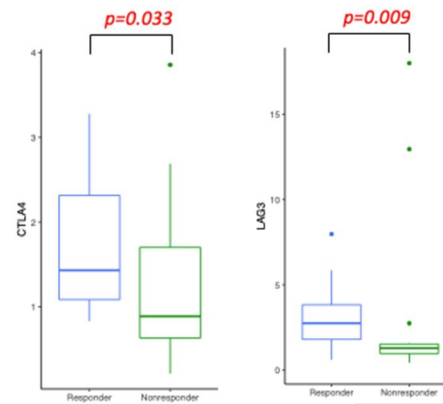 p=0.033
4
3
2
1
CTLA4
Responder
Nonresponder
p=0.009
15
10
5
0
LAG3
Responder
Nonresponder